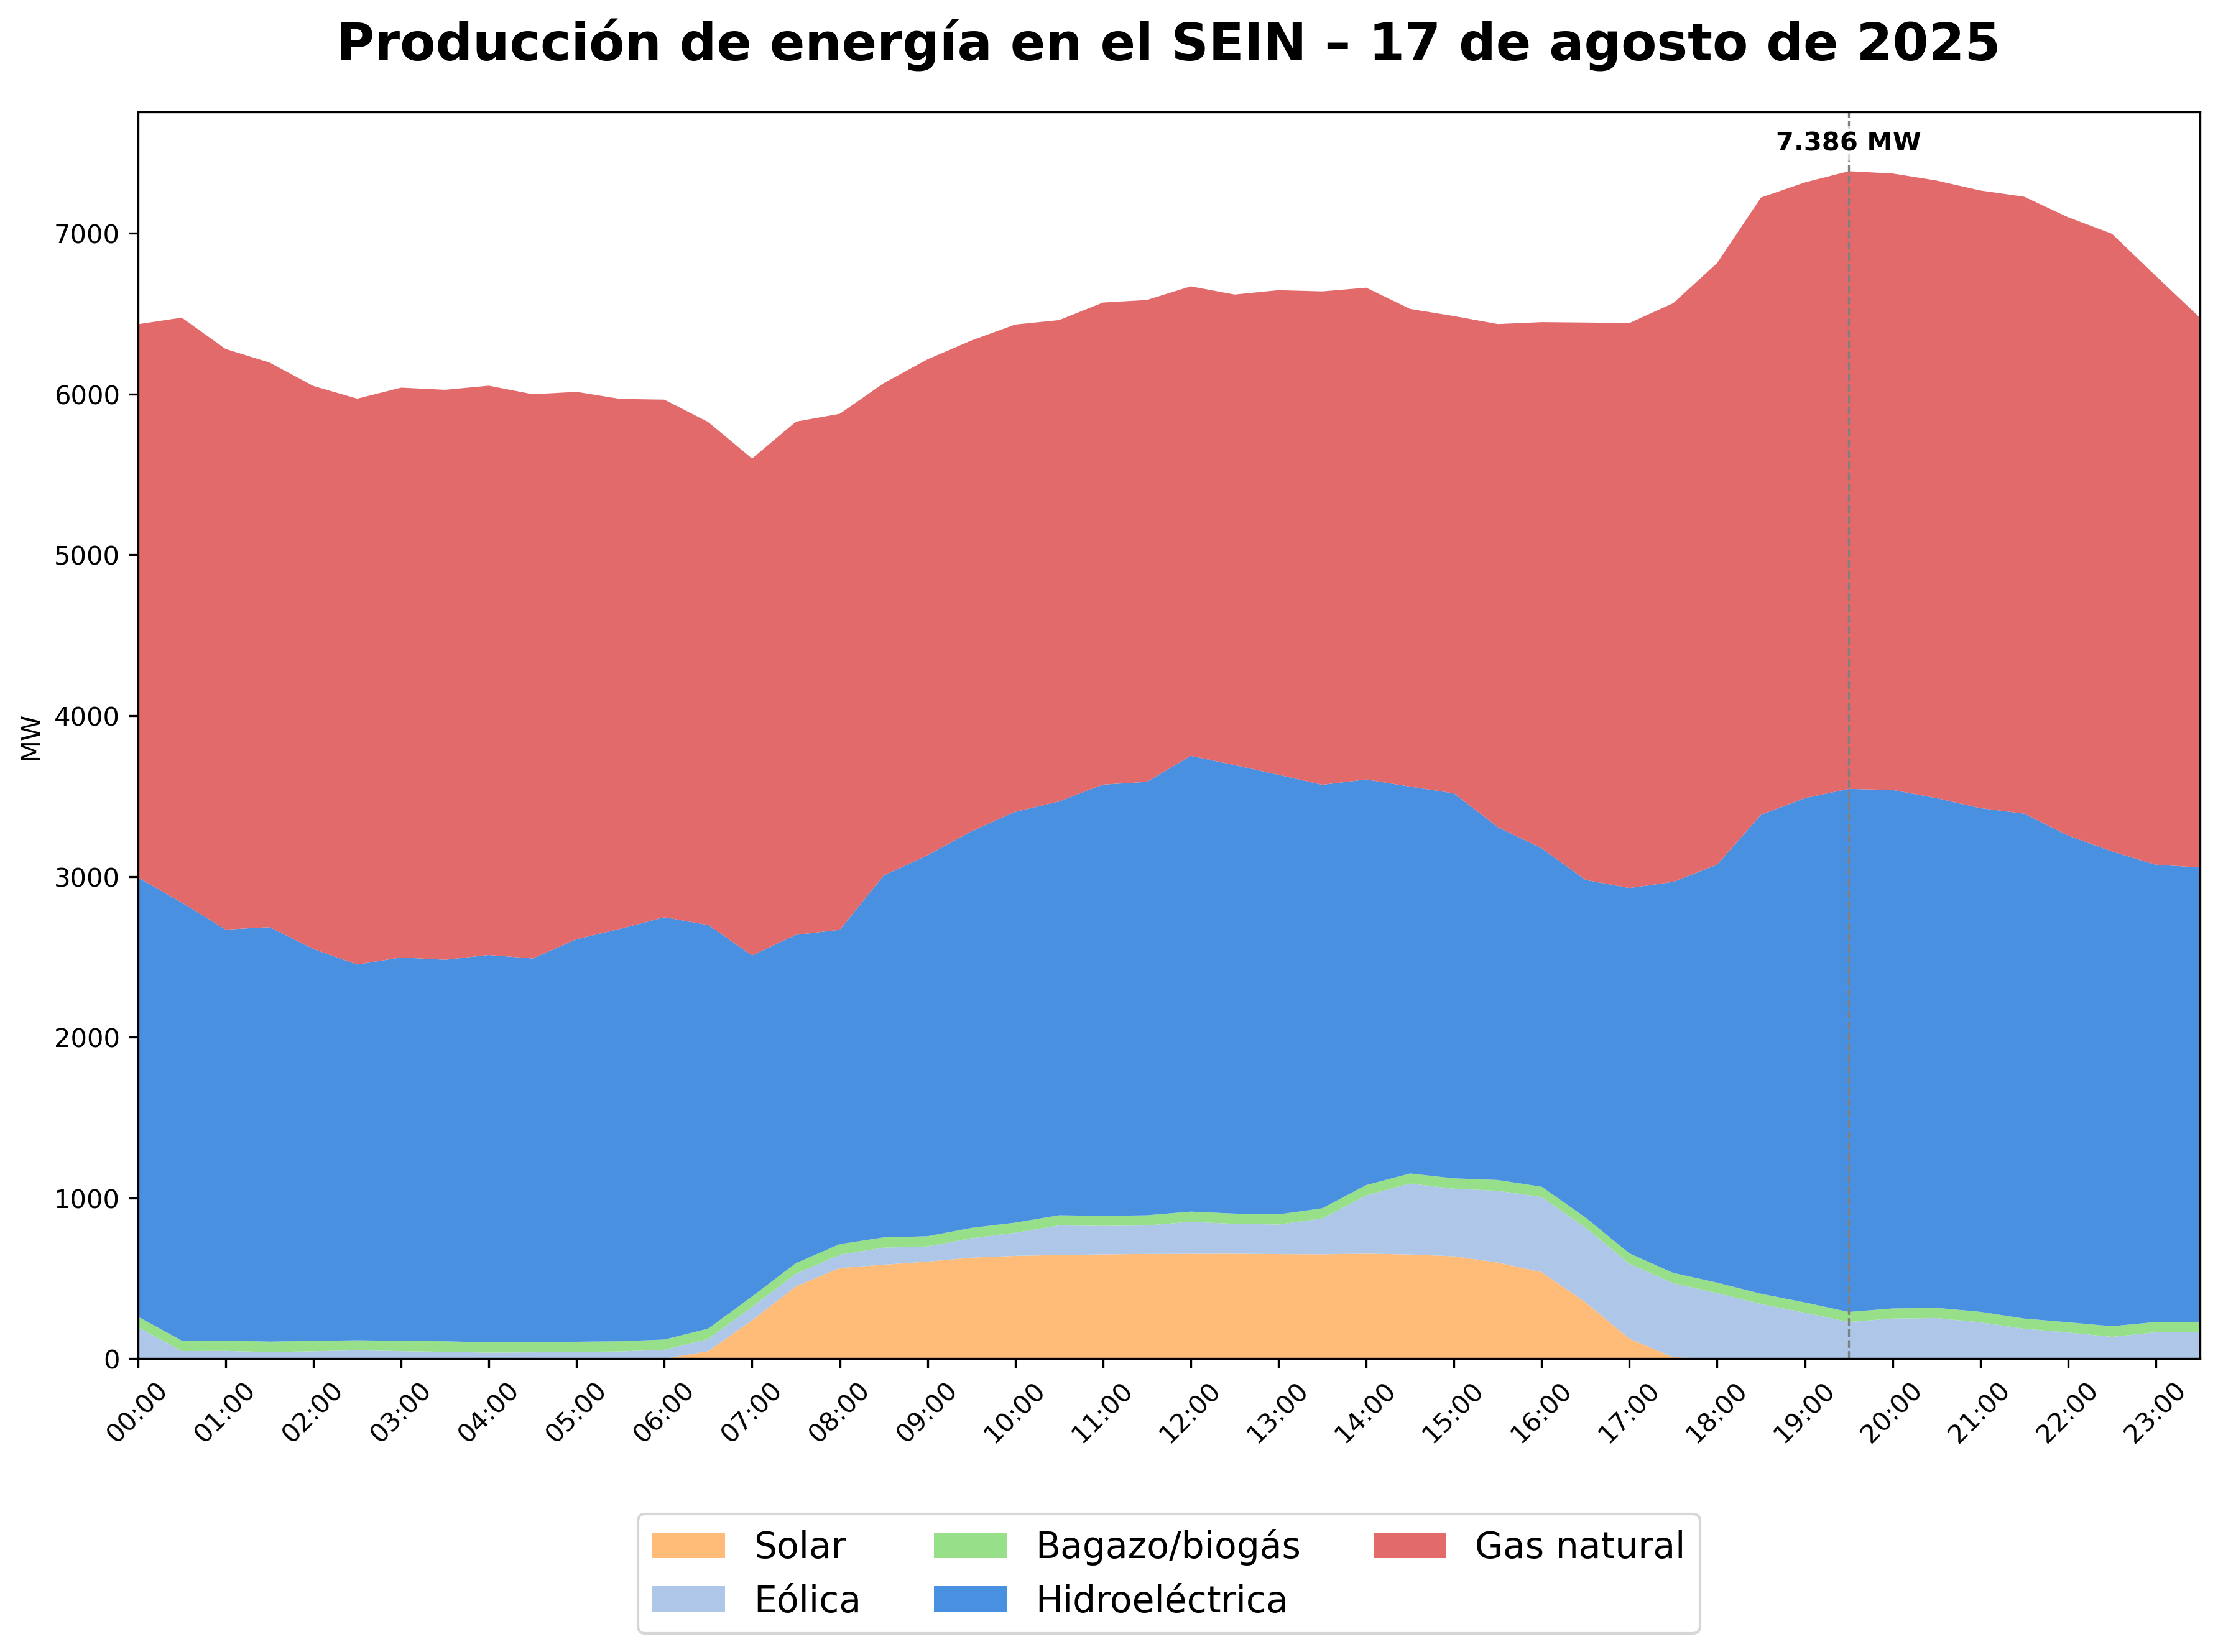 Producción de energía en el SEIN – 17 de agosto de 2025
7.386 MW
7000
6000
5000
4000
3000
2000
1000
0
MW
00:00 01:00 02:00 03:00 04:00 05:00 06:00 07:00 08:00 09:00 10:00 11:00 12:00 13:00 14:00 15:00 16:00 17:00 18:00 19:00 20:00 21:00 22:00 23:00
Solar Bagazo/biogás Gas natural
Eólica Hidroeléctrica